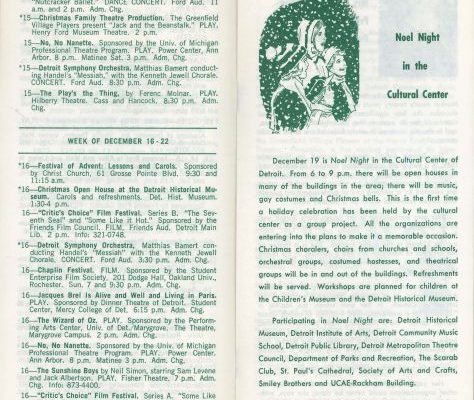 "Nutcracker Ballet." DANCE CONCERT. Ford Aud. 11
a.m. and 2 p.m. Adm. Chg.
*15—Christmas Family Theatre Production. The Greenfield
Village Players present "Jack and the Beanstalk." PLAY.
Henry Ford Museum Theatre. 2 p.m.
*15—No, No, Nanette. Sponsored by the Univ. of Michigan
Professional Theatre Program. PLAY. Power Center, Ann
Arbor. 8 p.m. Matinee Sat. 3 p.m. Adm. Chg.
*15—Detroit Symphony Orchestra, Matthias Bamert conduct-
ing Handel's "Messiah," with the Kenneth Jewell Chorale.
CONCERT. Ford Aud. 8:30 p.m. Adm. Chg.
15—The Play's the Thing, by Ferenc Molnar. PLAY.
Hilberry Theatre. Cass and Hancock. 8:30 p.m. Adm.
Chg.
WEEK OF DECEMBER 16-22
*16—Festival of Advent: Lessons and Carols. Sponsored
by Christ Church, 61 Grosse Pointe Blvd. 9:30 and
11:15 a.m.
*16—Christmas Open House at the Detroit Historical Mu-
seum. Carols and refreshments. Det. Hist. Museum.
1:30-4 p.m.
16—"Critic's Choice" Film Festival. Series B. "The Sev-
enth Seal" and "Some Like it Hot." Sponsored by the
Friends Film Council. FILM. Friends Aud. Detroit Main
Lib. 2 p.m. Info: 321-0748.
*16—Detroit Symphony Orchestra, Matthias Bamert con-
ducting Handel's "Messiah" with the Kenneth Jewell
Chorale. CONCERT. Ford Aud. 3:30 p.m. Adm. Chg.
16—Chaplin Festival. FILM. Sponsored by the Student
Enterprise Film Society, 201 Dodge Hall, Oakland Univ.,
Rochester. Sun. 7 and 9:30 p.m. Adm. Chg.
16—Jacques Brel Is Alive and Well and Living in Paris.
PLAY. Sponsored by Dinner Theatre of Detroit. Student
Center, Mercy College of Det. 6:15 p.m. Adm. Chg.
16—The Wizard of Oz. PLAY. Sponsored by the Perform-
ing Arts Center, Univ. of Det./Marygrove. The Theatre,
Marygrove Campus. 2 p.m. Adm. Chg.
16—No, No, Nanette. Sponsored by the Univ. of Michigan
Professional Theatre Program. PLAY. Power Center.
Ann Arbor. 8 p.m. Matinee 3 p.m. Adm. Chg.
16—The Sunshine Boys by Neil Simon, starring Sam Levene
and Jack Albertson. PLAY. Fisher Theatre. 7 p.m. Adm.
Chg. Info: 873-4400.
16—"Critic's Choice" Film Festival. Series A. "Some Like
Noel Night
in the
Cultural Center
December 19 is Noel Night in the Cultural Center of
Detroit. From 6 to 9 p.m. there will be open houses in
many of the buildings in the area; there will be music,
gay costumes and Christmas bells. This is the first time
a holiday celebration has been held by the cultural
center as a group project. All the organizations are
entering into the plans to make it a memorable occasion.
Christmas choralers, choirs from churches and schools,
orchestral groups, costumed hostesses, and theatrical
groups will be in and out of the buildings. Refreshments
will be served. Workshops are planned for children at
the Children's Museum and the Detroit Historical Museum.
Participating in Noel Night are: Detroit Historical
Museum, Detroit Institute of Arts, Detroit Community Music
School, Detroit Public Library, Detroit Metropolitan Theatre
Council, Department of Parks and Recreation, The Scarab
Club, St. Paul's Cathedral, Society of Arts and Crafts,
Smiley Brothers and UCAE-Rackham Building.